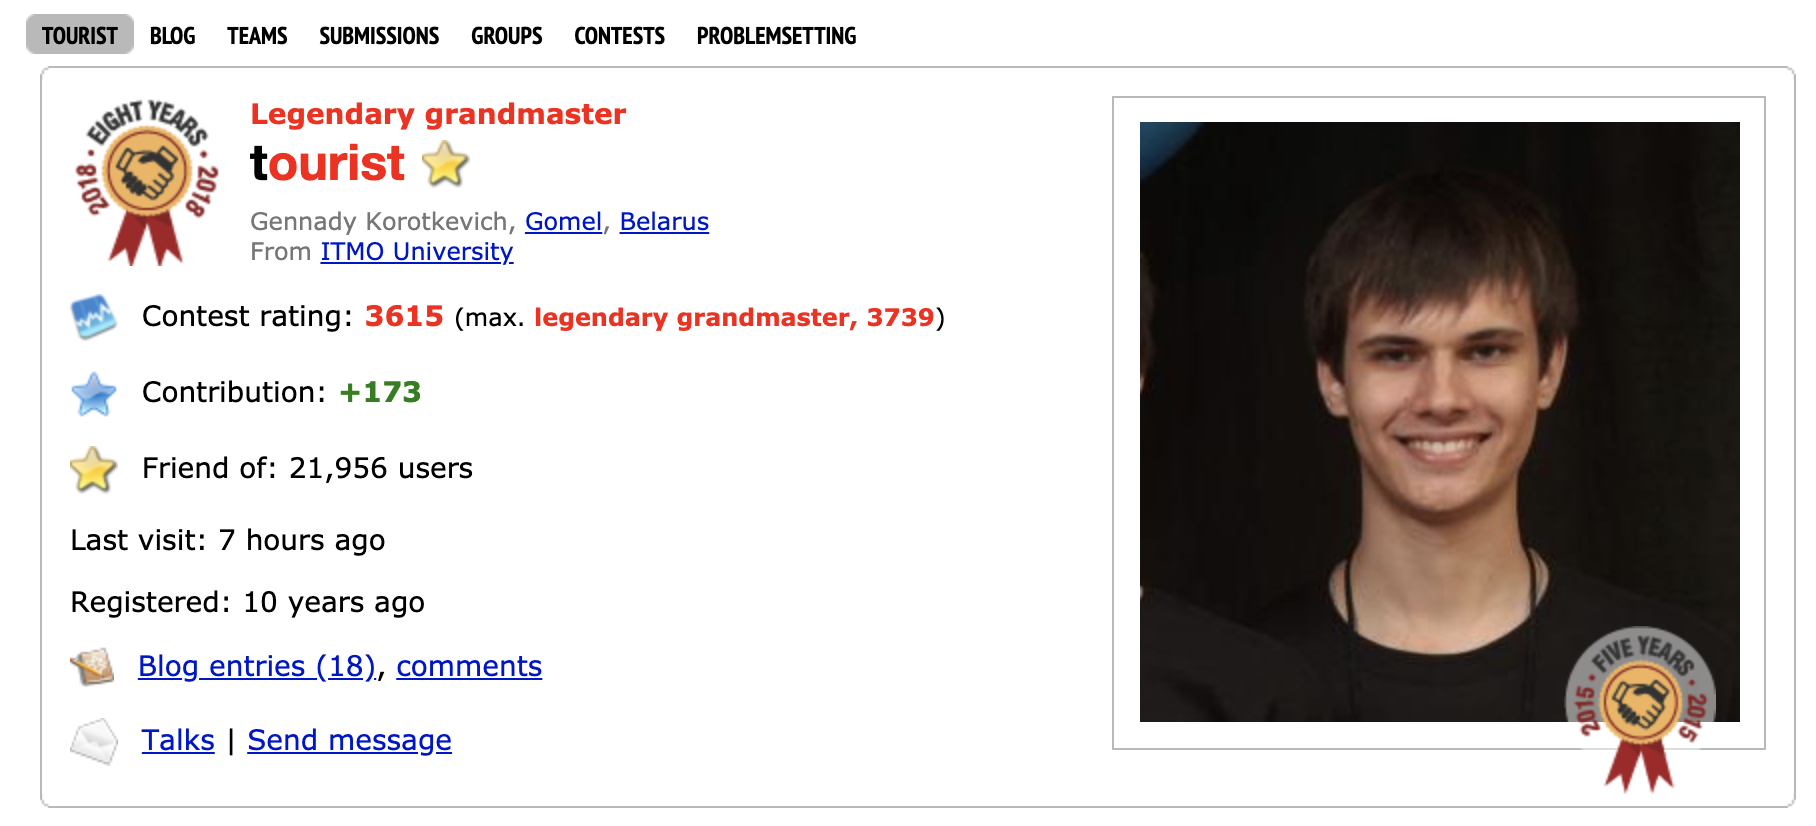 TOURIST BLOG TEAMS SUBMISSIONS GROUPS CONTESTS PROBLEMSETTING
2018 · EIGHT YEARS · 2018
Legendary grandmaster
tourist
Gennady Korotkevich, Gomel, Belarus
From ITMO University
Contest rating: 3615 (max. legendary grandmaster, 3739)
Contribution: +173
Friend of: 21,956 users
Last visit: 7 hours ago
Registered: 10 years ago
Blog entries (18), comments
Talks | Send message
2015 · FIVE YEARS · 2015